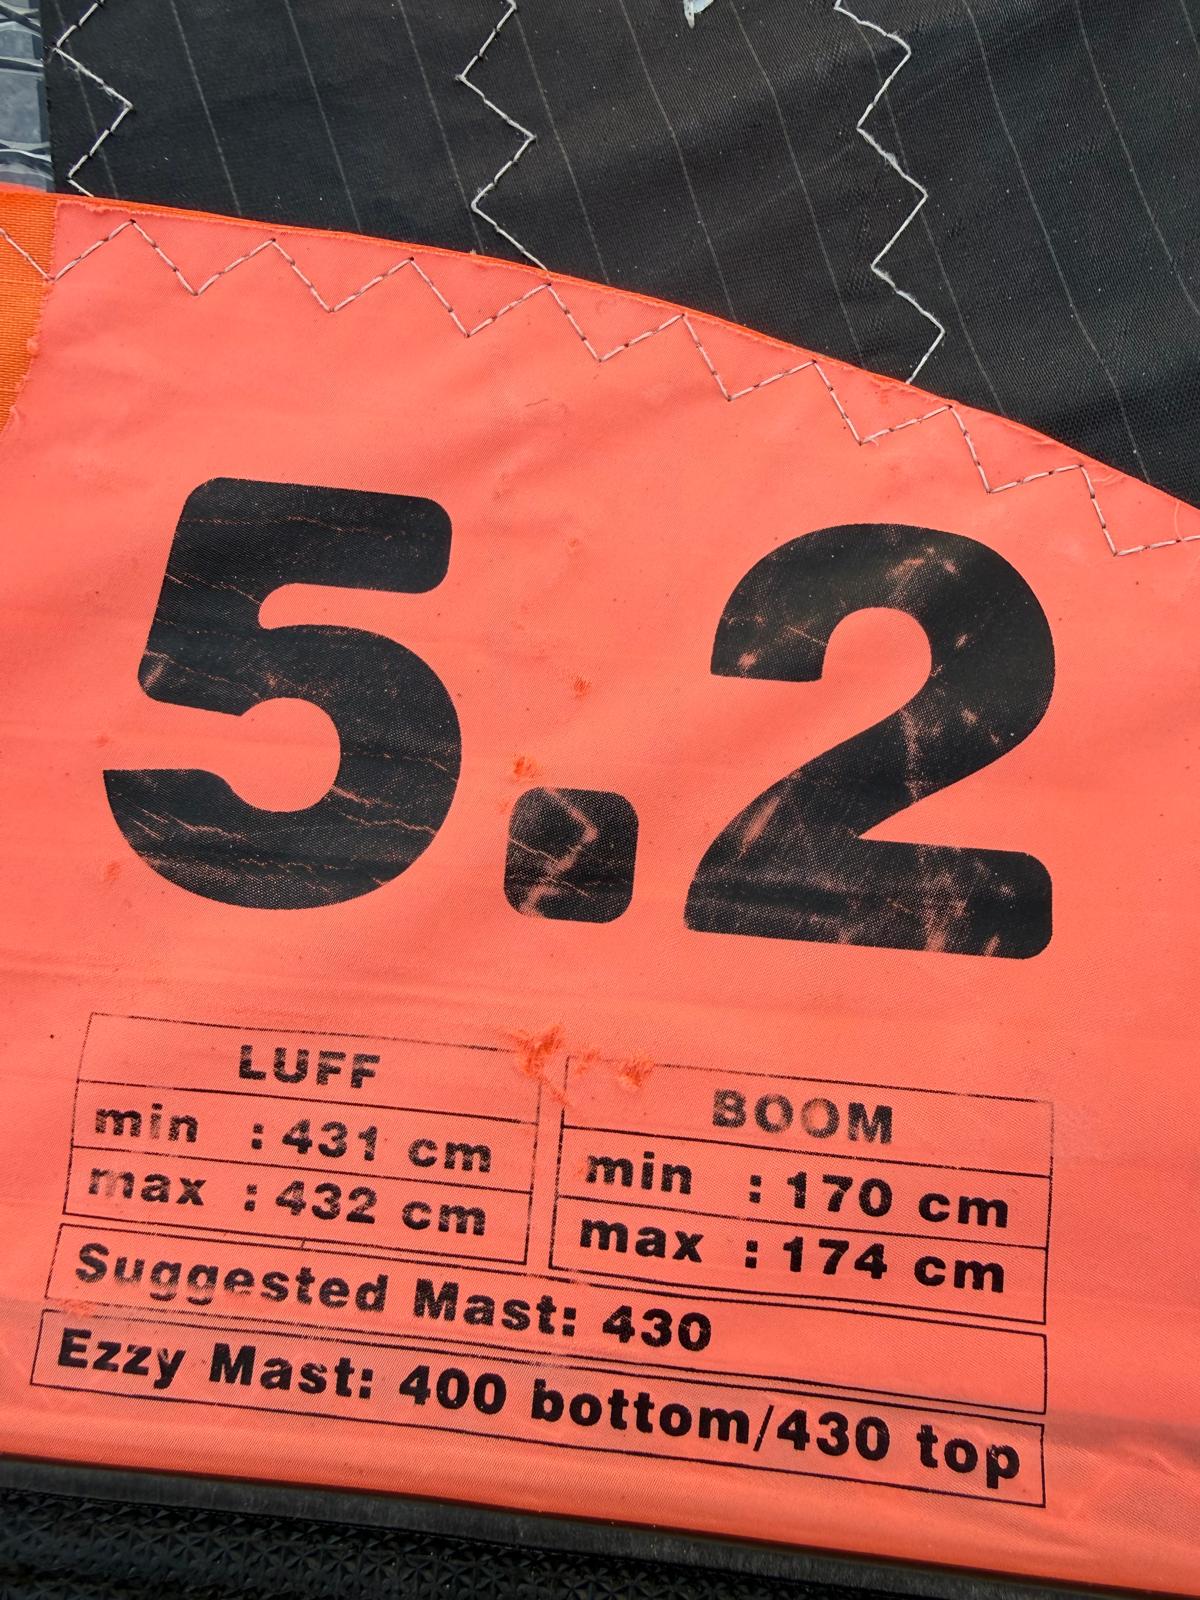 5.2
LUFF
min : 431 cm
max : 432 cm
BOOM
min : 170 cm
max : 174 cm
Suggested Mast: 430
Ezzy Mast: 400 bottom/430 top